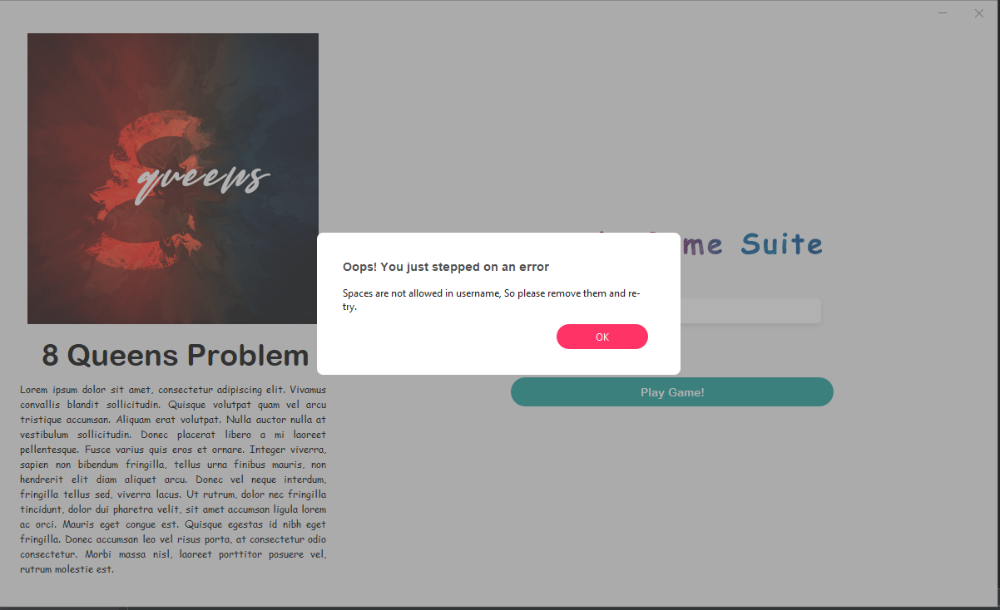 queens
8 Queens Problem
Lorem ipsum dolor sit amet, consectetur adipiscing elit. Vivamus
convallis blandit sollicitudin. Quisque volutpat quam vel arcu
tristique accumsan. Aliquam erat volutpat. Nulla auctor nulla at
vestibulum sollicitudin. Donec placerat libero a mi laoreet
pellentesque. Fusce varius quis eros et ornare. Integer viverra,
sapien non bibendum fringilla, tellus urna finibus mauris, non
hendrerit elit diam aliquet arcu. Donec vel neque interdum,
fringilla tellus sed, viverra lacus. Ut rutrum, dolor nec fringilla
tincidunt, dolor dui pharetra velit, sit amet accumsan ligula lorem
ac orci. Mauris eget congue est. Quisque egestas id nibh eget
fringilla. Donec accumsan leo vel risus porta, at consectetur odio
consectetur. Morbi massa nisl, laoreet porttitor posuere vel,
rutrum molestie est.
Oops! You just stepped on an error
Spaces are not allowed in username, So please remove them and re-
try.
OK
me Suite
Play Game!